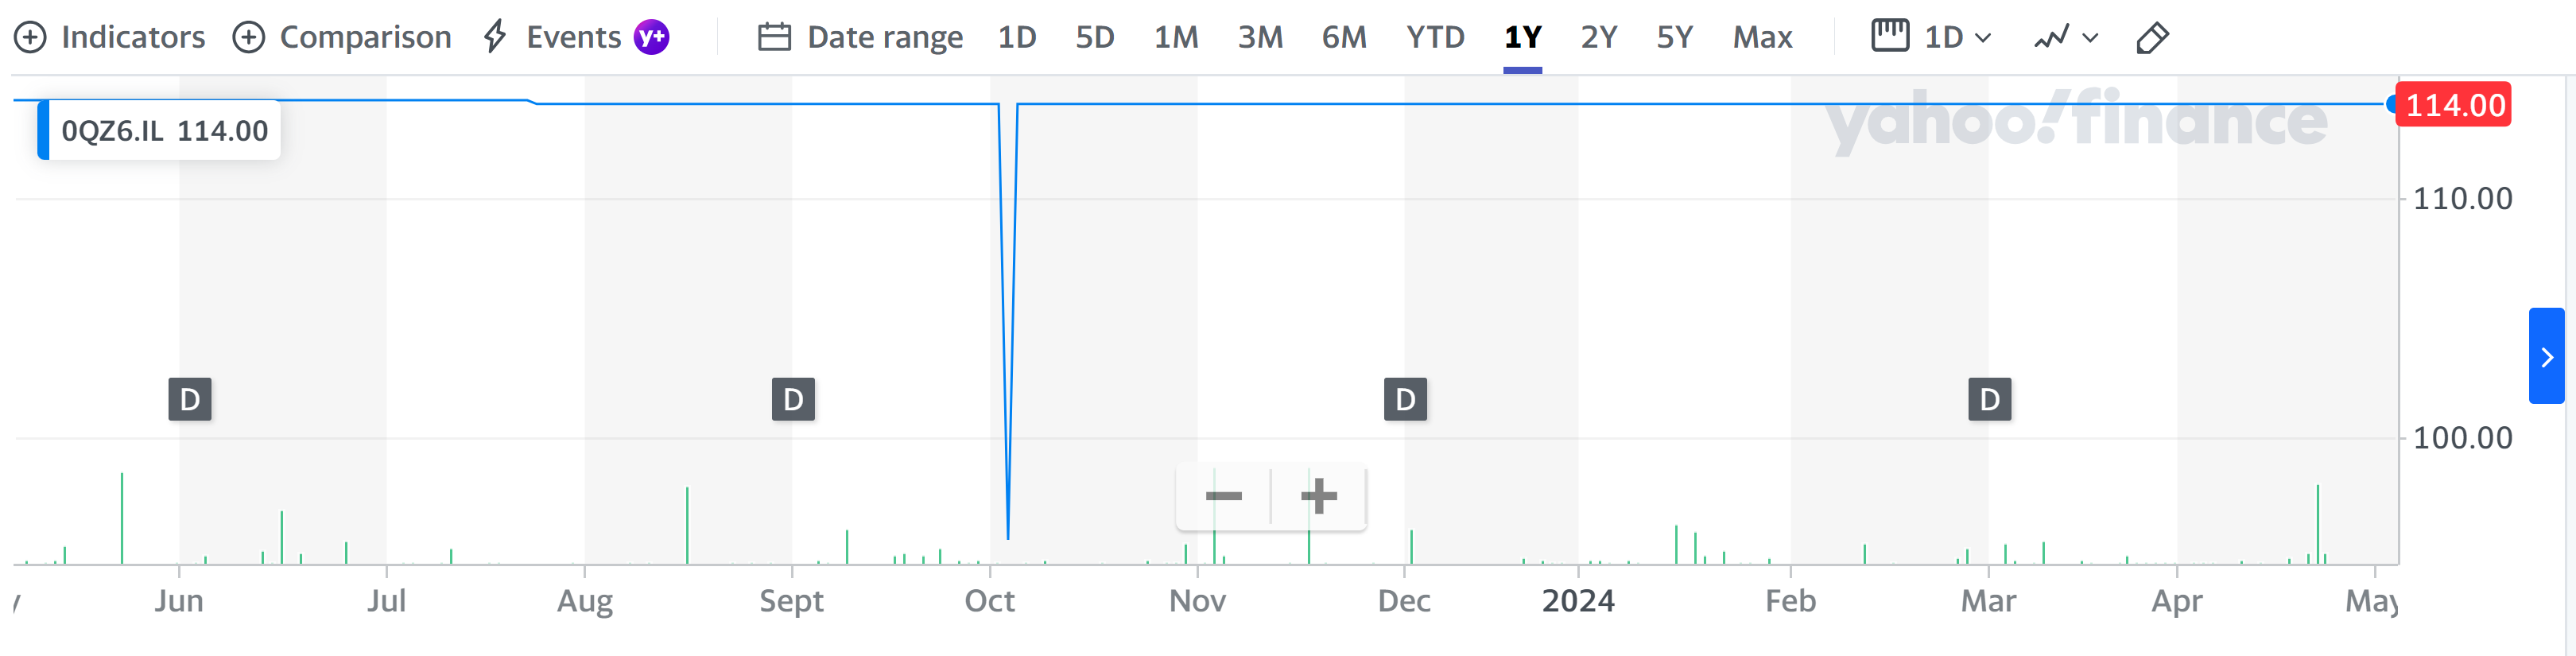 Indicators Comparison Events y+ Date range 1D 5D 1M 3M 6M YTD 1Y 2Y 5Y Max 1D
yahoo!finance
114.00
0QZ6.IL 114.00
110.00
D D D D
100.00
Jun Jul Aug Sept Oct Nov Dec 2024 Feb Mar Apr May